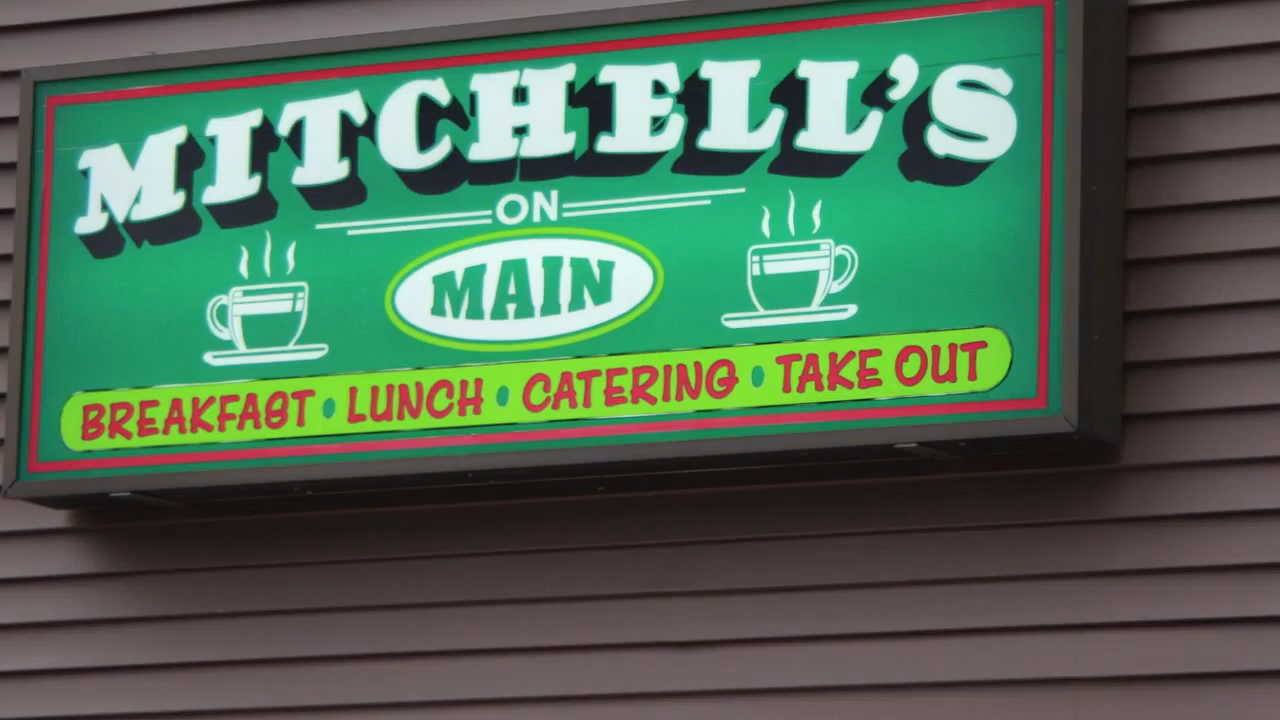 MITCHELL'S
ON
MAIN
BREAKFAST • LUNCH • CATERING • TAKE OUT